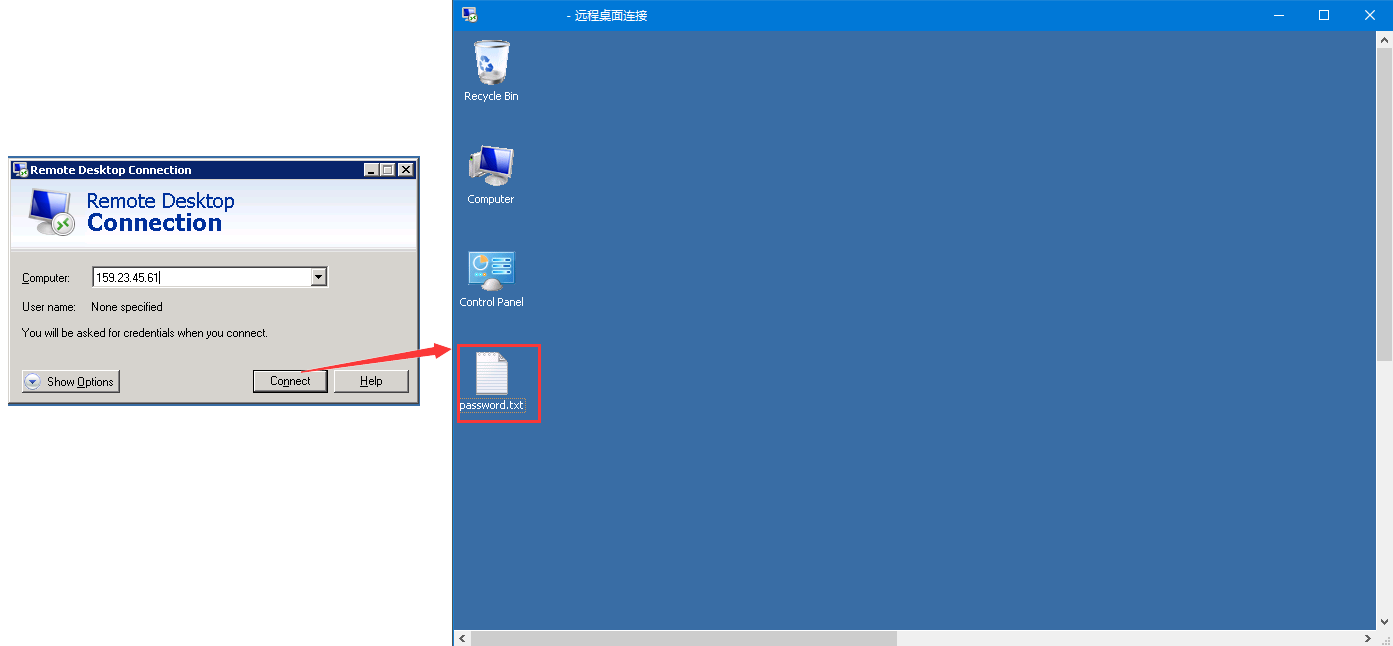 Remote Desktop Connection
Remote Desktop
Connection
Computer:
159.23.45.61
User name:
None specified
You will be asked for credentials when you connect.
Show Options
Connect
Help
- 远程桌面连接
Recycle Bin
Computer
Control Panel
password.txt